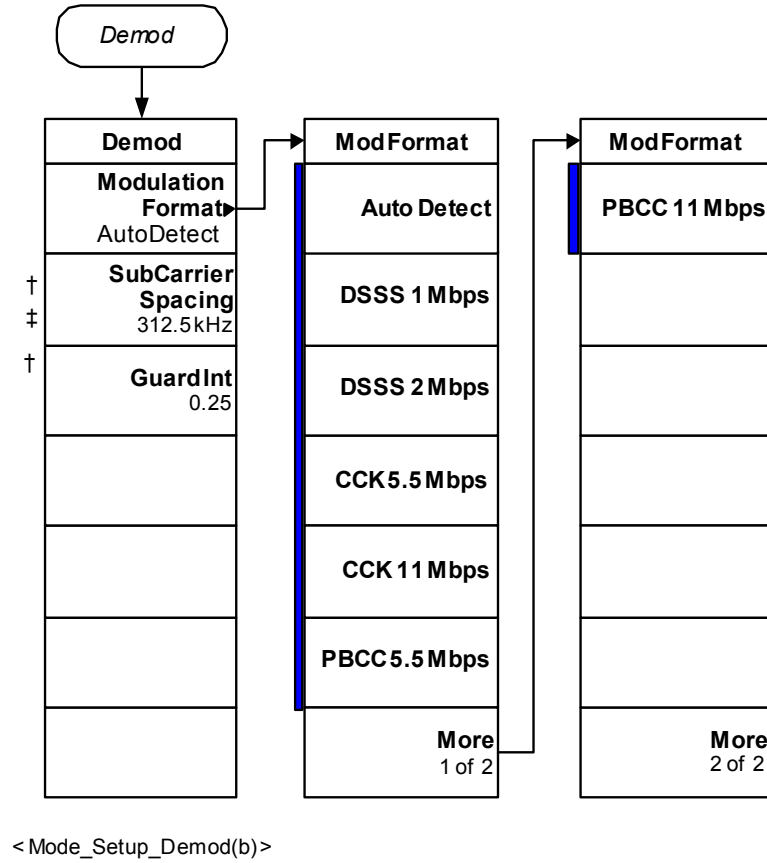 Demod
Demod
Modulation
Format
AutoDetect
†
‡
SubCarrier
Spacing
312.5kHz
†
GuardInt
0.25
ModFormat
Auto Detect
DSSS 1 Mbps
DSSS 2 Mbps
CCK 5.5 Mbps
CCK 11 Mbps
PBCC 5.5 Mbps
More
1 of 2
ModFormat
PBCC 11 Mbps
More
2 of 2
<Mode_Setup_Demod(b)>